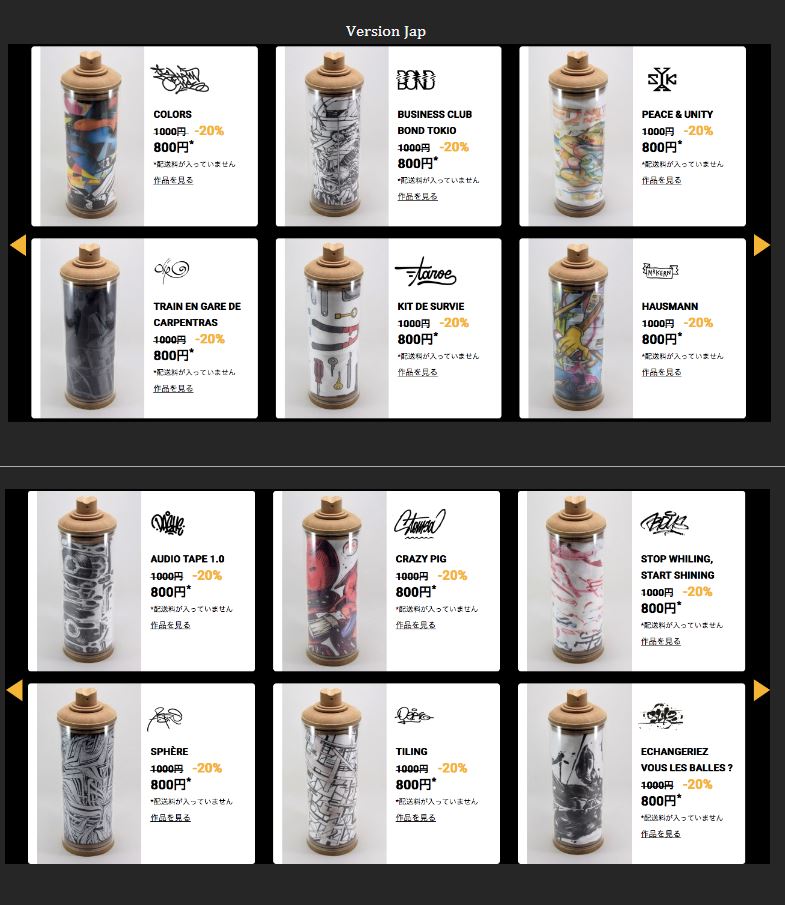 Version Jap
COLORS
1000円 -20%
800円*
*配送料が入っていません
作品を見る
BOND
BUSINESS CLUB
BOND TOKIO
1000円 -20%
800円*
*配送料が入っていません
作品を見る
PEACE & UNITY
1000円 -20%
800円*
*配送料が入っていません
作品を見る
TRAIN EN GARE DE
CARPENTRAS
1000円 -20%
800円*
*配送料が入っていません
作品を見る
KIT DE SURVIE
1000円 -20%
800円*
*配送料が入っていません
作品を見る
HAUSMANN
1000円 -20%
800円*
*配送料が入っていません
作品を見る
AUDIO TAPE 1.0
1000円 -20%
800円*
*配送料が入っていません
作品を見る
CRAZY PIG
1000円 -20%
800円*
*配送料が入っていません
作品を見る
STOP WHILING,
START SHINING
1000円 -20%
800円*
*配送料が入っていません
作品を見る
SPHÈRE
1000円 -20%
800円*
*配送料が入っていません
作品を見る
TILING
1000円 -20%
800円*
*配送料が入っていません
作品を見る
ECHANGERIEZ
VOUS LES BALLES ?
1000円 -20%
800円*
*配送料が入っていません
作品を見る